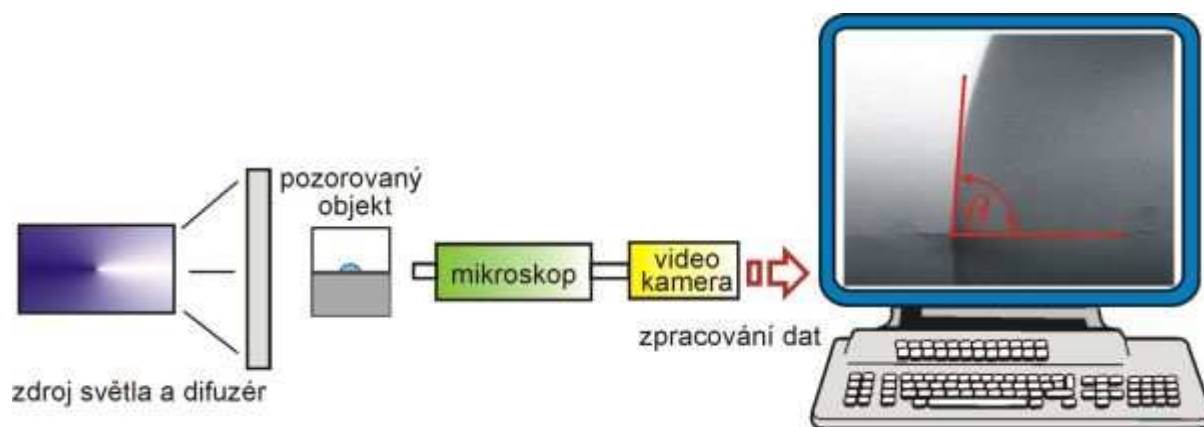 pozorovaný
objekt
mikroskop
video
kamera
zpracování dat
zdroj světla a difuzér